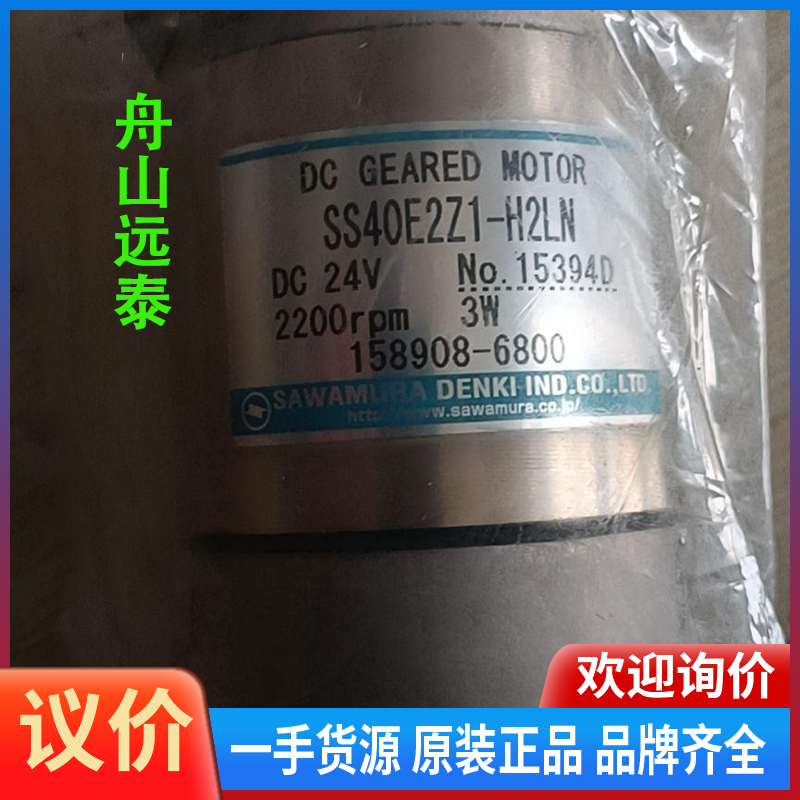 舟山远泰
DC GEARED MOTOR
SS40E2Z1-H2LN
DC 24V No.15394D
2200rpm 3W
158908-6800
SAWAMURA DENKI IND.CO.,LTD
http://www.sawamura.co.jp/
欢迎询价
议价
一手货源 原装正品 品牌齐全